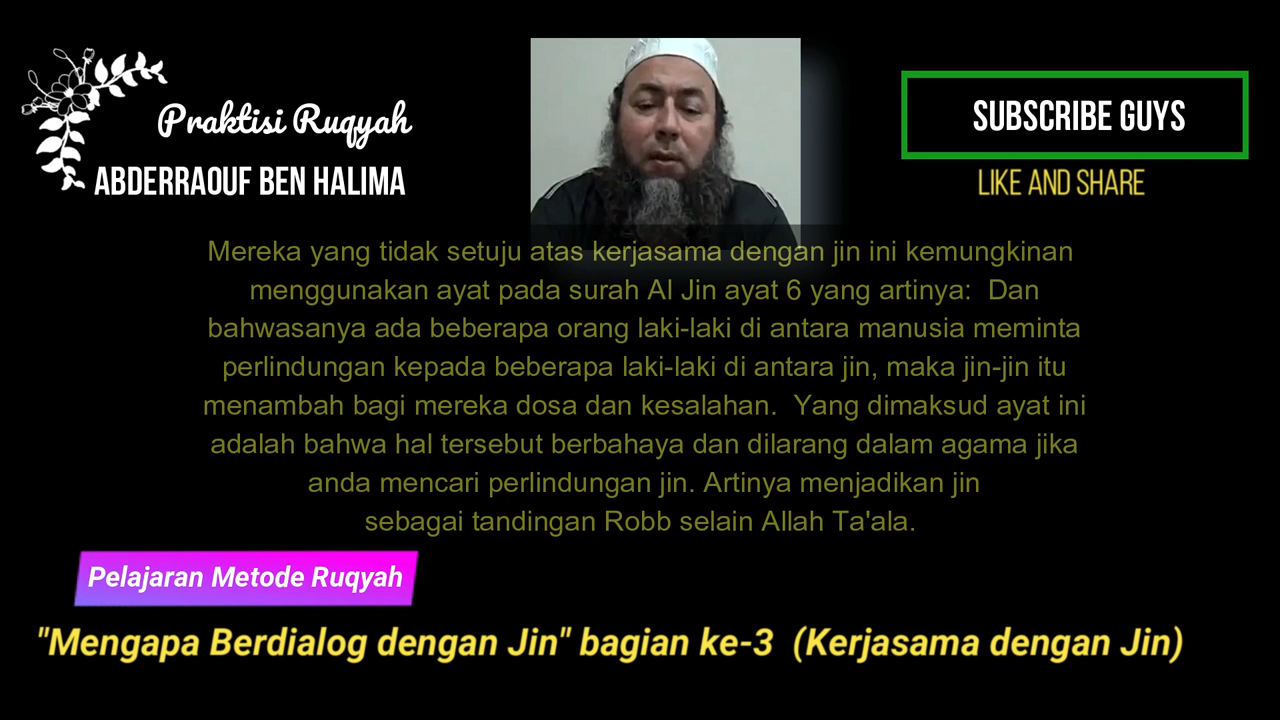 Praktisi Ruqyah
ABDERRAOUF BEN HALIMA
SUBSCRIBE GUYS
LIKE AND SHARE
Mereka yang tidak setuju atas kerjasama dengan jin ini kemungkinan
menggunakan ayat pada surah Al Jin ayat 6 yang artinya:  Dan
bahwasanya ada beberapa orang laki-laki di antara manusia meminta
perlindungan kepada beberapa laki-laki di antara jin, maka jin-jin itu
menambah bagi mereka dosa dan kesalahan.  Yang dimaksud ayat ini
adalah bahwa hal tersebut berbahaya dan dilarang dalam agama jika
anda mencari perlindungan jin. Artinya menjadikan jin
sebagai tandingan Robb selain Allah Ta'ala.
Pelajaran Metode Ruqyah
"Mengapa Berdialog dengan Jin" bagian ke-3  (Kerjasama dengan Jin)